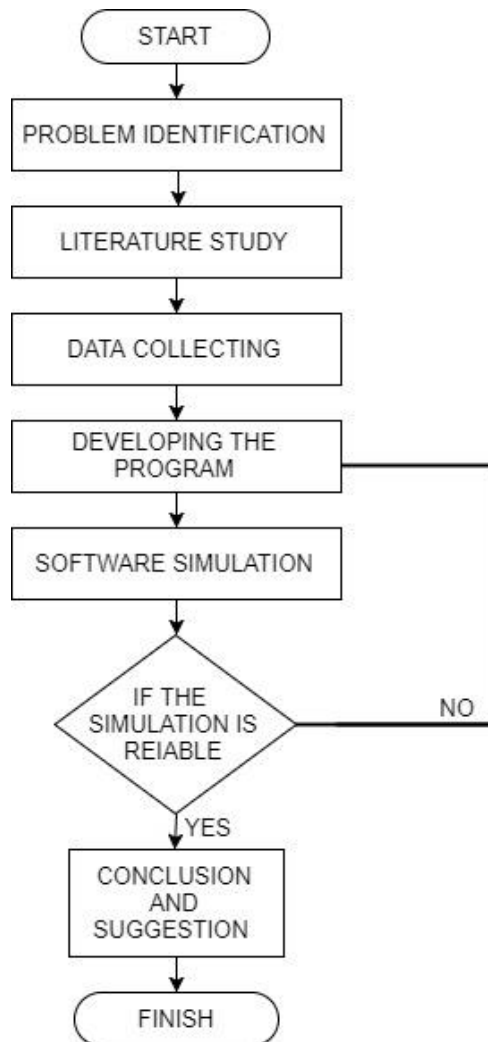 START
PROBLEM IDENTIFICATION
LITERATURE STUDY
DATA COLLECTING
DEVELOPING THE
PROGRAM
SOFTWARE SIMULATION
IF THE
SIMULATION IS
REIABLE
NO
YES
CONCLUSION
AND
SUGGESTION
FINISH